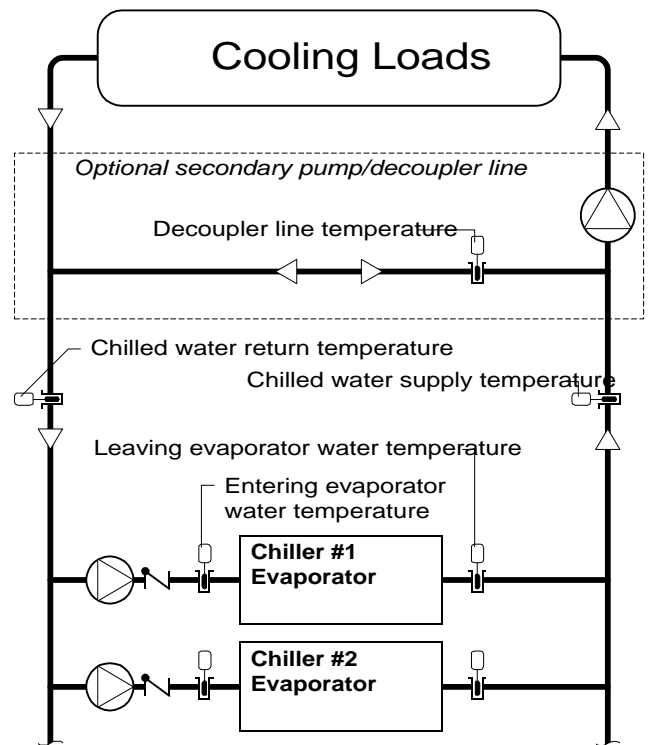 Cooling Loads
Optional secondary pump/decoupler line
Decoupler line temperature
Chilled water return temperature
Chilled water supply temperature
Leaving evaporator water temperature
Entering evaporator
water temperature
Chiller #1
Evaporator
Chiller #2
Evaporator